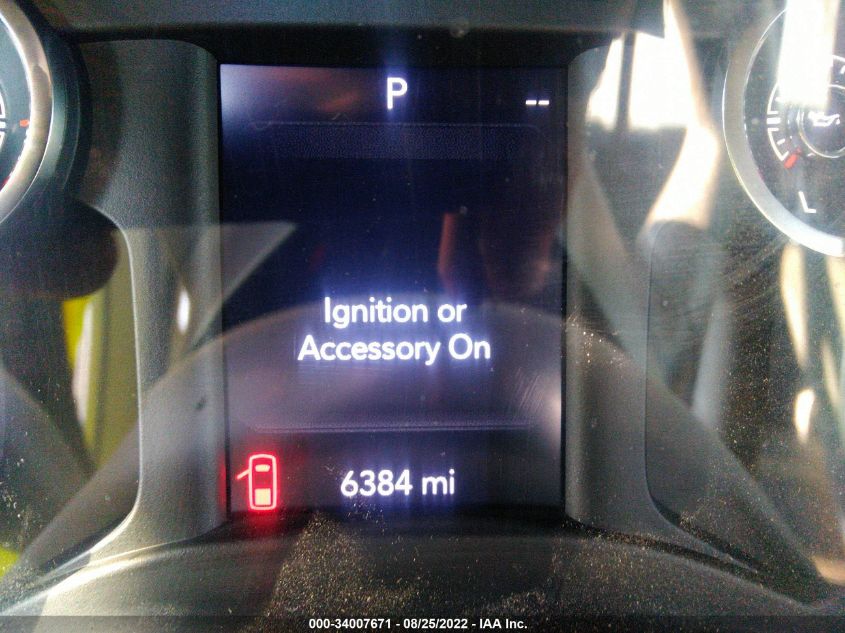 P
--
Ignition or
Accessory On
6384 mi
L
000-34007671 - 08/25/2022 - IAA Inc.